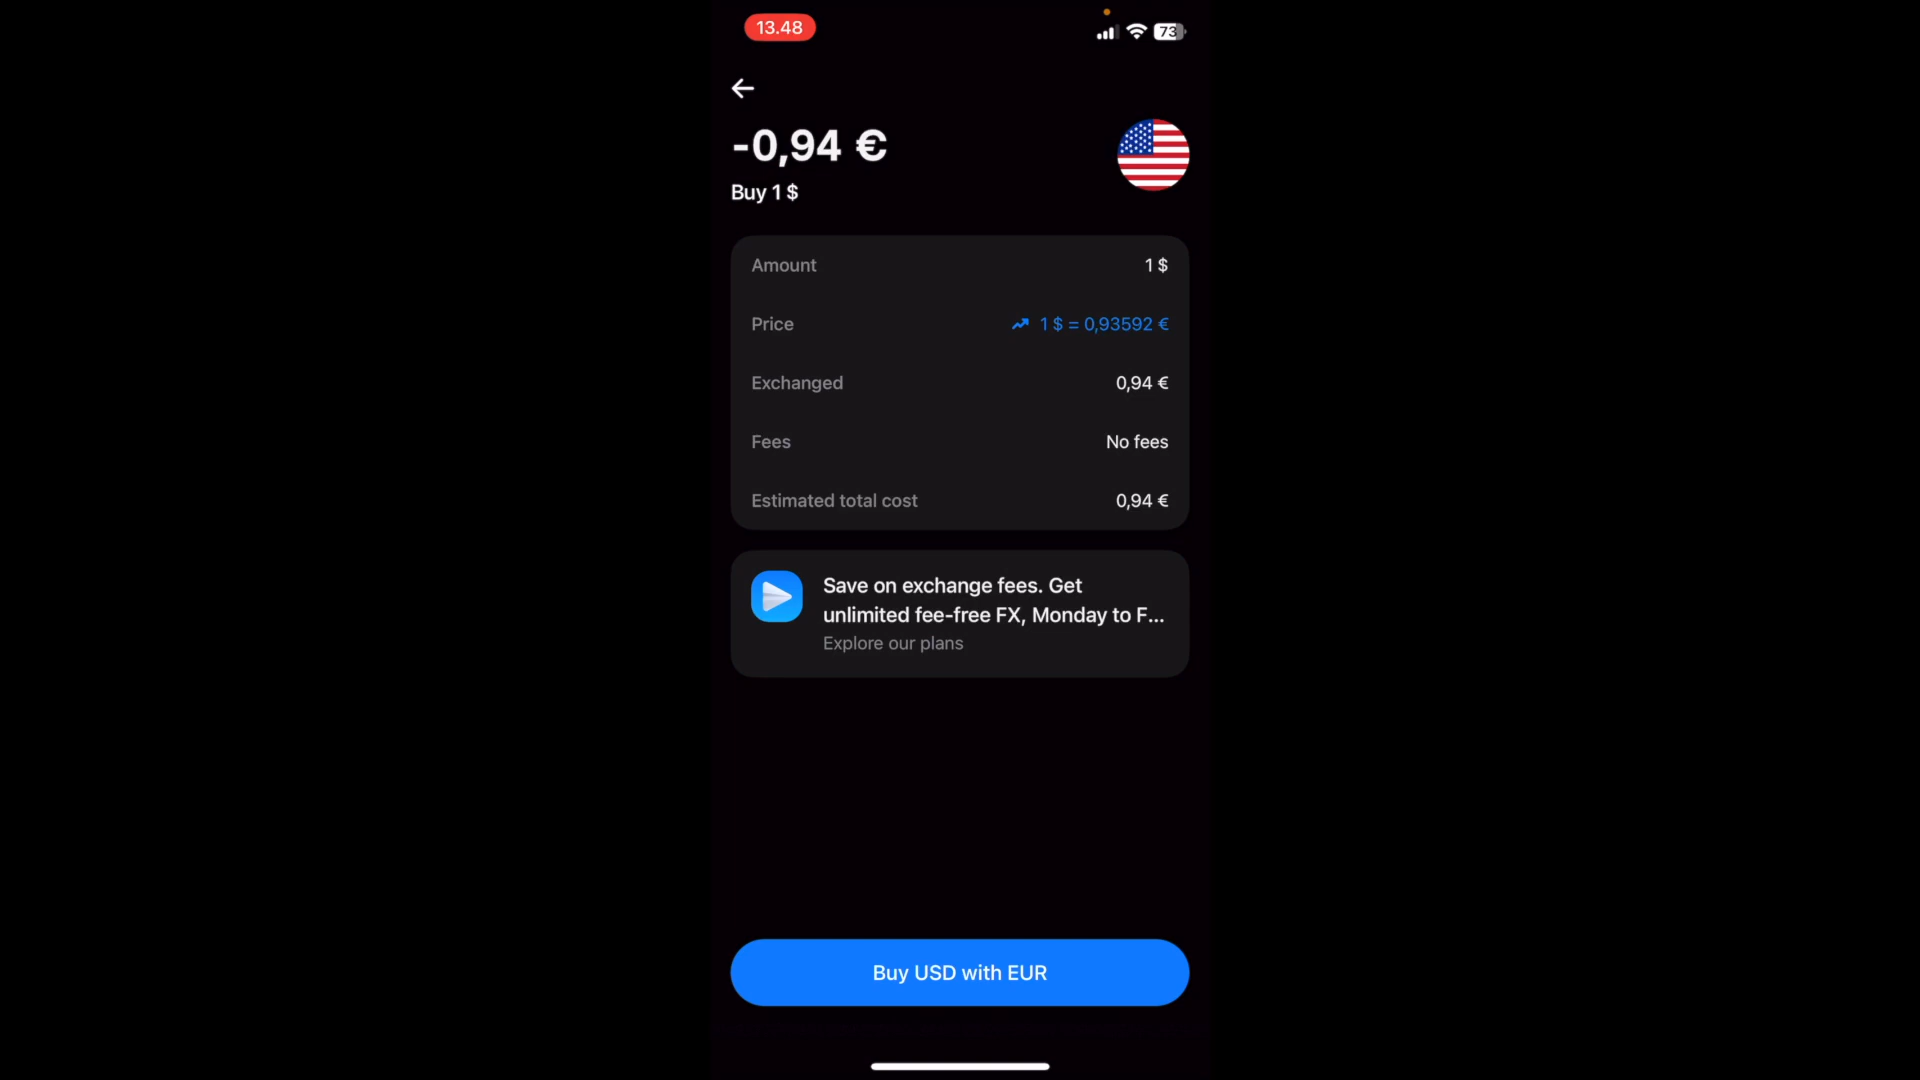 13.48
73
-0,94 €
Buy 1 $
Amount 1 $
Price 1 $ = 0,93592 €
Exchanged 0,94 €
Fees No fees
Estimated total cost 0,94 €
Save on exchange fees. Get
unlimited fee-free FX, Monday to F...
Explore our plans
Buy USD with EUR